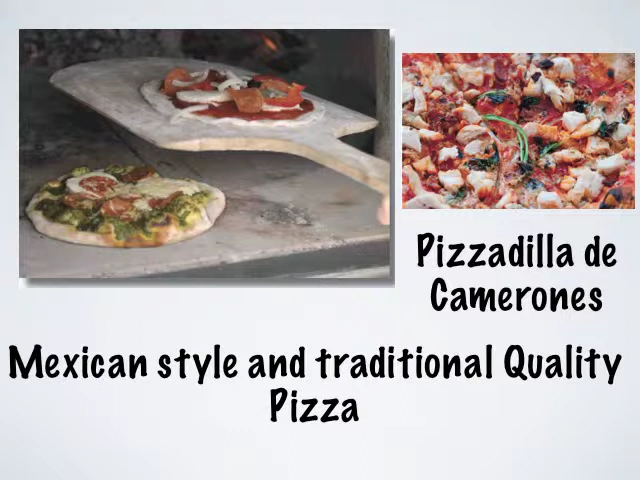 Pizzadilla de
Camerones
Mexican style and traditional Quality
Pizza